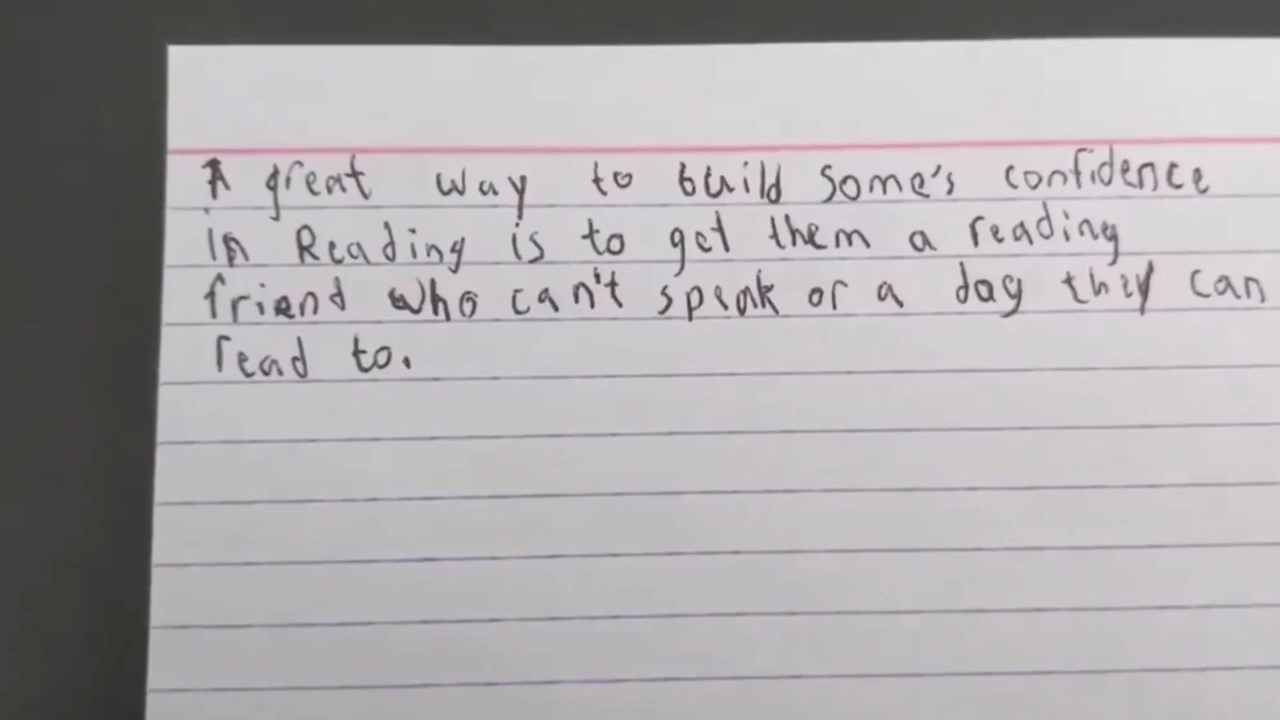 A great way to build some's confidence
in Reading is to get them a reading
friend who can't speak or a dog they can
read to.